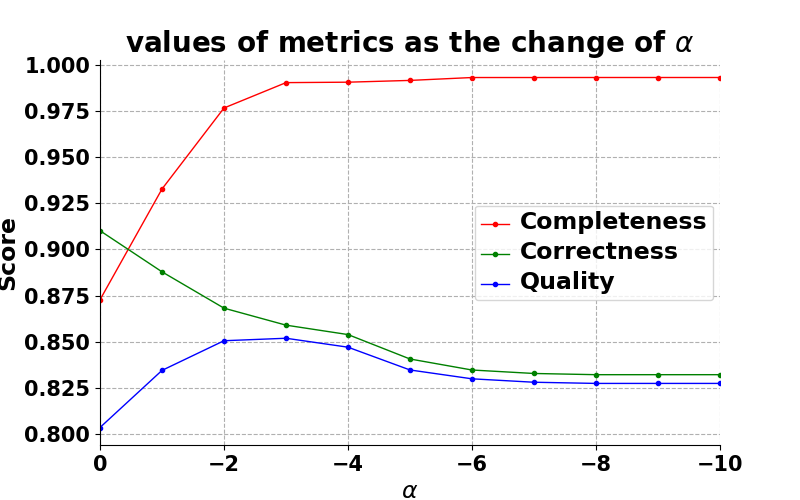 values of metrics as the change of α
1.000
0.975
0.950
0.925
0.900
0.875
0.850
0.825
0.800
Score
Completeness
Correctness
Quality
0 −2 −4 −6 −8 −10
α